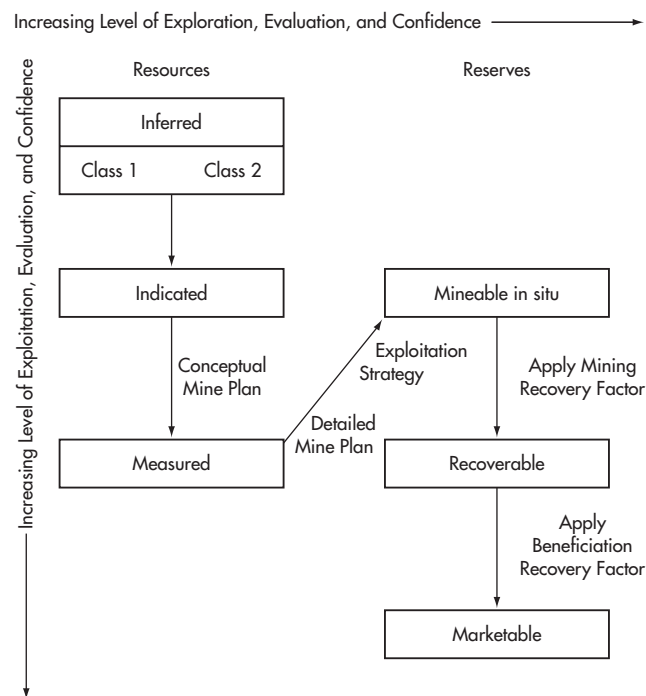 Increasing Level of Exploration, Evaluation, and Confidence
Increasing Level of Exploitation, Evaluation, and Confidence
Resources
Reserves
Inferred
Class 1
Class 2
Indicated
Mineable in situ
Conceptual
Mine Plan
Exploitation
Strategy
Detailed
Mine Plan
Apply Mining
Recovery Factor
Measured
Recoverable
Apply
Beneficiation
Recovery Factor
Marketable